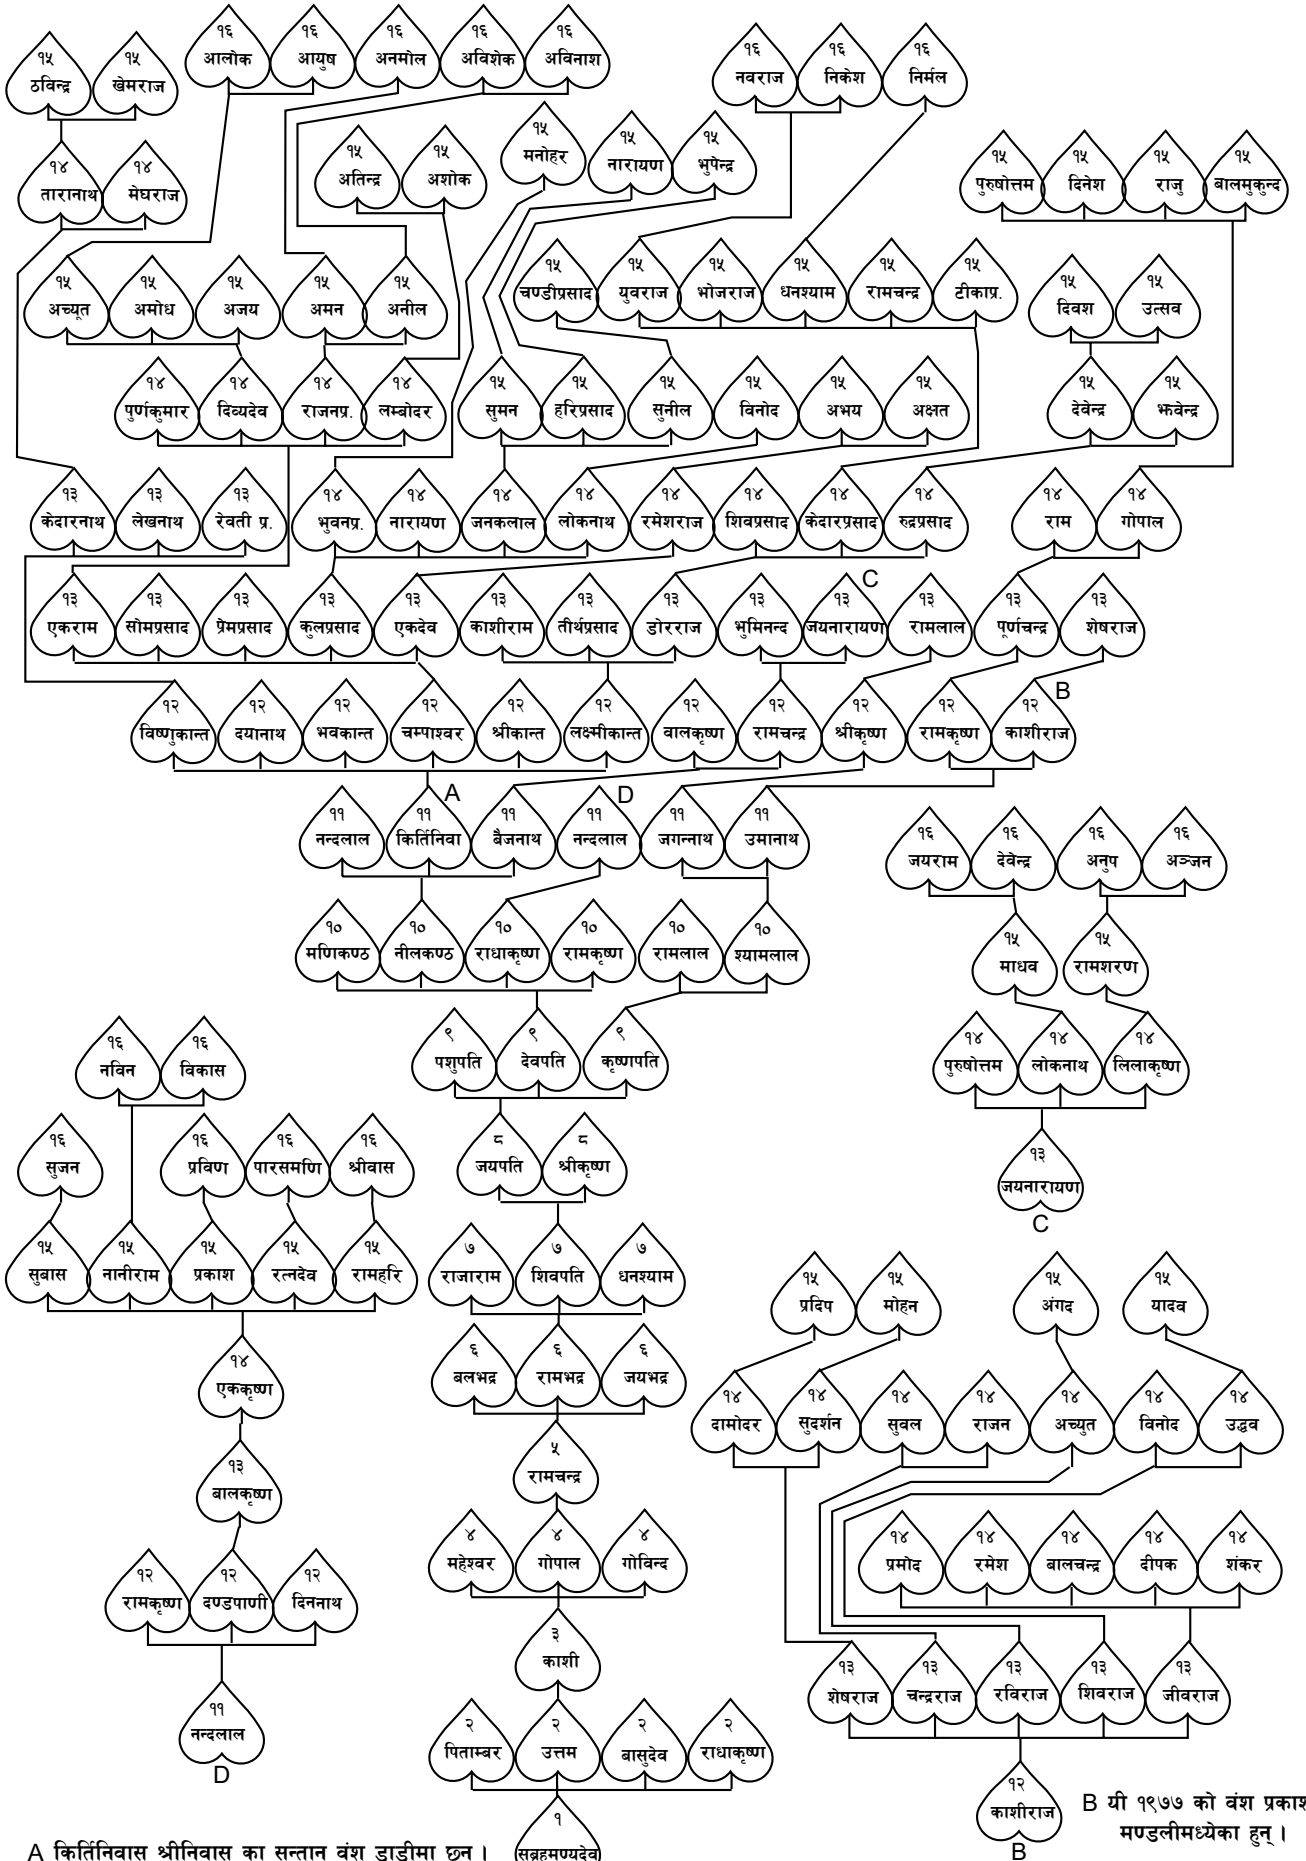 १६ आलोक
१६ आयुष
१६ अनमोल
१६ अविशेक
१६ अविनाश
१६ नवराज
१६ निकेश
१६ निर्मल
१५ ठविन्द्र
१५ खेमराज
१५ मनोहर
१५ नारायण
१५ भुपेन्द्र
१५ अतिन्द्र
१५ अशोक
१५ पुरुषोत्तम
१५ दिनेश
१५ राजु
१५ बालमुकुन्द
१४ तारानाथ
१४ मेघराज
१५ चण्डीप्रसाद
१५ युवराज
१५ भोजराज
१५ धनश्याम
१५ रामचन्द्र
१५ टीकाप्र.
१५ दिवश
१५ उत्सव
१५ अच्यूत
१५ अमोध
१५ अजय
१५ अमन
१५ अनील
१४ पुर्णकुमार
१४ दिव्यदेव
१४ राजनप्र.
१४ लम्बोदर
१५ सुमन
१५ हरिप्रसाद
१५ सुनील
१५ विनोद
१५ अभय
१५ अक्षत
१५ देवेन्द्र
१५ झवेन्द्र
१३ केदारनाथ
१३ लेखनाथ
१३ रेवती प्र.
१४ भुवनप्र.
१४ नारायण
१४ जनकलाल
१४ लोकनाथ
१४ रमेशराज
१४ शिवप्रसाद
१४ केदारप्रसाद
१४ रुद्रप्रसाद
१४ राम
१४ गोपाल
C
१३ एकराम
१३ सोमप्रसाद
१३ प्रेमप्रसाद
१३ कुलप्रसाद
१३ एकदेव
१३ काशीराम
१३ तीर्थप्रसाद
१३ डोरराज
१३ भुमिनन्द
१३ जयनारायण
१३ रामलाल
१३ पूर्णचन्द्र
१३ शेषराज
B
१२ विष्णुकान्त
१२ दयानाथ
१२ भवकान्त
१२ चम्पाश्वर
१२ श्रीकान्त
१२ लक्ष्मीकान्त
१२ वालकृष्ण
१२ रामचन्द्र
१२ श्रीकृष्ण
१२ रामकृष्ण
१२ काशीराज
A
D
११ नन्दलाल
११ किर्तिनिवा
११ बैजनाथ
११ नन्दलाल
११ जगन्नाथ
११ उमानाथ
१६ जयराम
१६ देवेन्द्र
१६ अनुप
१६ अञ्जन
१० मणिकण्ठ
१० नीलकण्ठ
१० राधाकृष्ण
१० रामकृष्ण
१० रामलाल
१० श्यामलाल
१५ माधव
१५ रामशरण
९ पशुपति
९ देवपति
९ कृष्णपति
१४ पुरुषोत्तम
१४ लोकनाथ
१४ लिलाकृष्ण
१३ जयनारायण
C
१६ नविन
१६ विकास
८ जयपति
८ श्रीकृष्ण
१६ सुजन
१६ प्रविण
१६ पारसमणि
१६ श्रीवास
१५ सुबास
१५ नानीराम
१५ प्रकाश
१५ रत्नदेव
१५ रामहरि
७ राजाराम
७ शिवपति
७ धनश्याम
१५ प्रदिप
१५ मोहन
१५ अंगद
१५ यादव
१४ एककृष्ण
६ बलभद्र
६ रामभद्र
६ जयभद्र
१४ दामोदर
१४ सुदर्शन
१४ सुवल
१४ राजन
१४ अच्युत
१४ विनोद
१४ उद्धव
१३ बालकृष्ण
५ रामचन्द्र
४ महेश्वर
४ गोपाल
४ गोविन्द
१४ प्रमोद
१४ रमेश
१४ बालचन्द्र
१४ दीपक
१४ शंकर
१२ रामकृष्ण
१२ दण्डपाणी
१२ दिननाथ
३ काशी
१३ शेषराज
१३ चन्द्रराज
१३ रविराज
१३ शिवराज
१३ जीवराज
११ नन्दलाल
D
२ पिताम्बर
२ उत्तम
२ बासुदेव
२ राधाकृष्ण
१२ काशीराज
B
१ सुब्रहमण्यदेव
B यी १९७७ को वंश प्रकाश
मण्डलीमध्येका हुन् ।
A किर्तिनिवास श्रीनिवास का सन्तान वंश डाडीमा छन ।